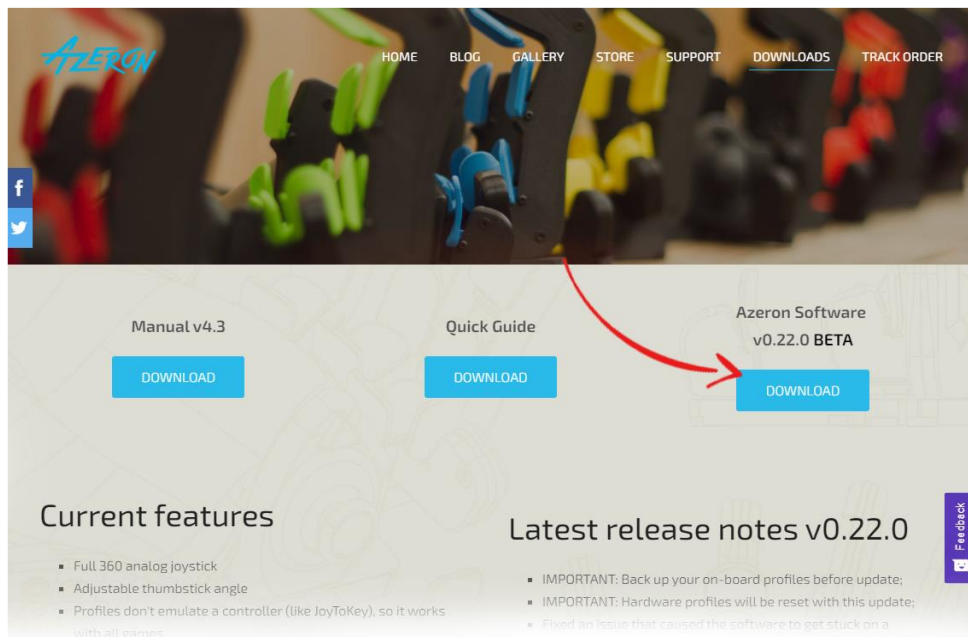 AZERON
HOME BLOG GALLERY STORE SUPPORT DOWNLOADS TRACK ORDER
f
Manual v4.3
DOWNLOAD
Quick Guide
DOWNLOAD
Azeron Software
v0.22.0 BETA
DOWNLOAD
Current features
Full 360 analog joystick
Adjustable thumbstick angle
Profiles don't emulate a controller (like JoyToKey), so it works
with all games
Latest release notes v0.22.0
IMPORTANT: Back up your on-board profiles before update;
IMPORTANT: Hardware profiles will be reset with this update;
Fixed an issue that caused the software to get stuck on a
Feedback